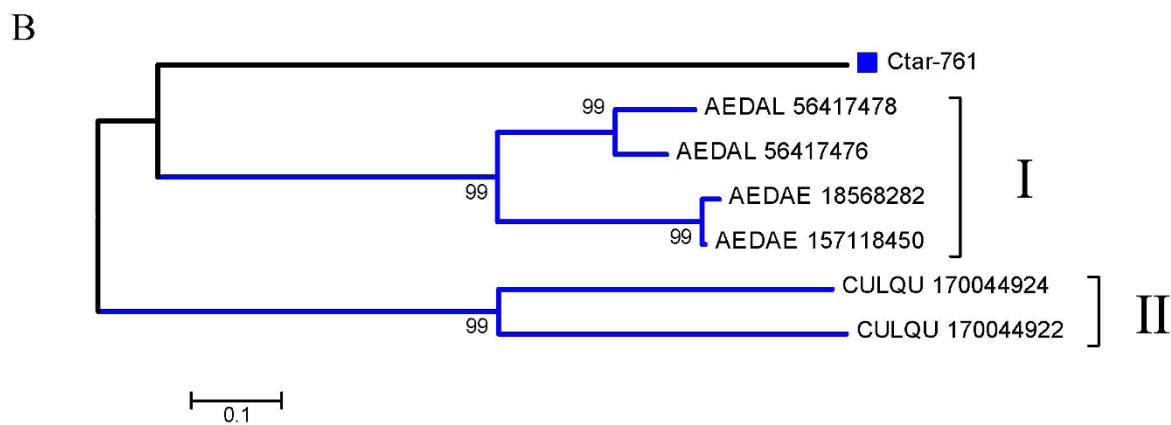 B
Ctar-761
99
AEDAL 56417478
AEDAL 56417476
I
99
AEDAE 18568282
99
AEDAE 157118450
CULQU 170044924
II
99
CULQU 170044922
0.1